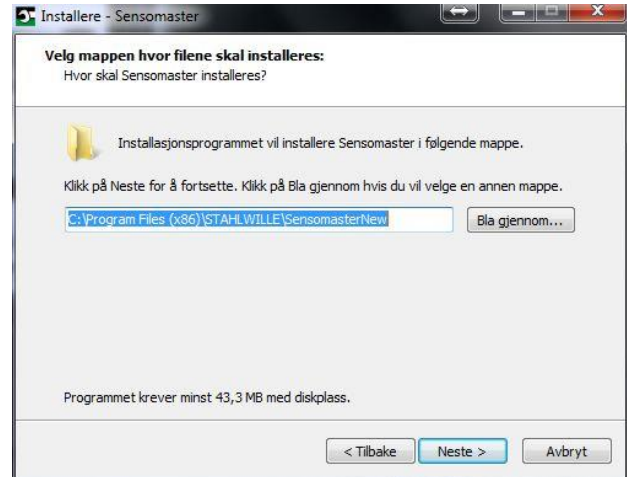 Installere - Sensomaster
Velg mappen hvor filene skal installeres:
Hvor skal Sensomaster installeres?
Installasjonsprogrammet vil installere Sensomaster i følgende mappe.
Klikk på Neste for å fortsette. Klikk på Bla gjennom hvis du vil velge en annen mappe.
C:\Program Files (x86)\STAHLWILLE\SensomasterNew Bla gjennom...
Programmet krever minst 43,3 MB med diskplass.
< Tilbake Neste > Avbryt